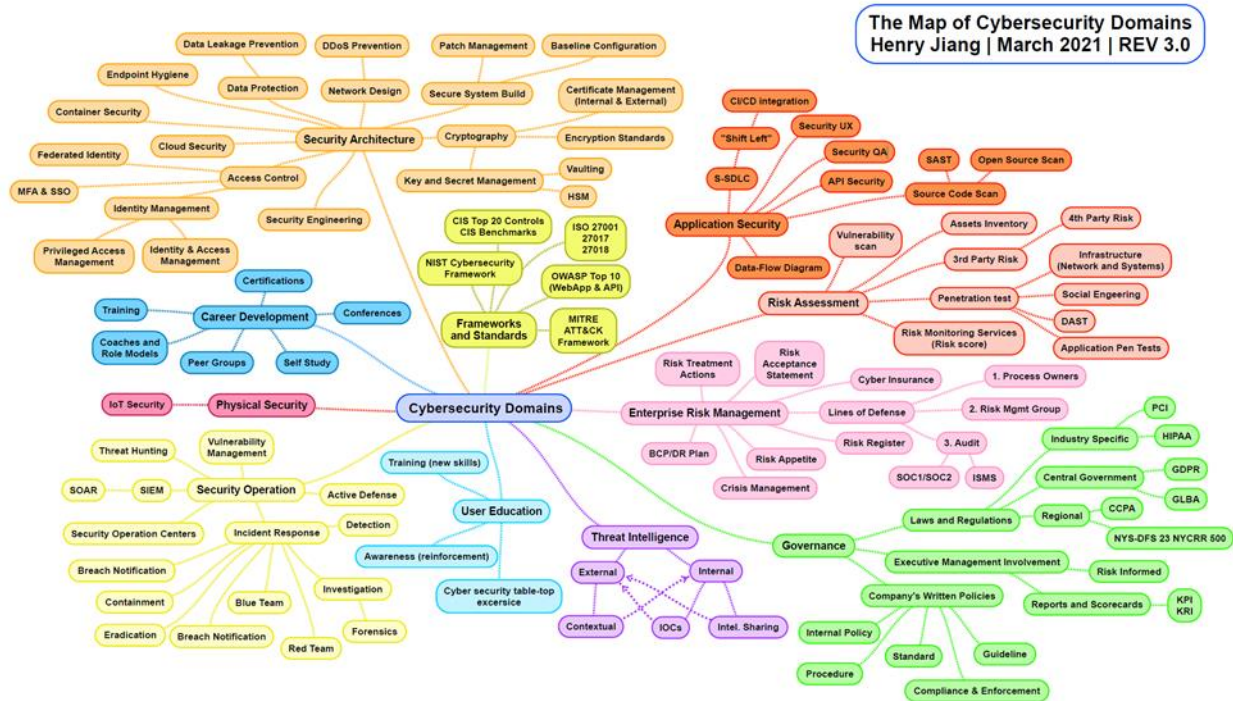 The Map of Cybersecurity Domains
Henry Jiang | March 2021 | REV 3.0
Data Leakage Prevention
DDoS Prevention
Patch Management
Baseline Configuration
Endpoint Hygiene
Data Protection
Network Design
Secure System Build
Certificate Management
(Internal & External)
Container Security
Security Architecture
Cryptography
Encryption Standards
Cloud Security
Federated Identity
Access Control
Key and Secret Management
Vaulting
HSM
MFA & SSO
Identity Management
Security Engineering
Privileged Access
Management
Identity & Access
Management
CI/CD integration
"Shift Left"
Security UX
Security QA
S-SDLC
API Security
SAST
Open Source Scan
Source Code Scan
Application Security
Data-Flow Diagram
CIS Top 20 Controls
CIS Benchmarks
ISO 27001
27017
27018
NIST Cybersecurity
Framework
OWASP Top 10
(WebApp & API)
Frameworks
and Standards
MITRE
ATT&CK
Framework
Vulnerability
scan
Assets Inventory
4th Party Risk
3rd Party Risk
Infrastructure
(Network and Systems)
Risk Assessment
Penetration test
Social Engeering
DAST
Application Pen Tests
Risk Monitoring Services
(Risk score)
Certifications
Training
Career Development
Conferences
Coaches and
Role Models
Peer Groups
Self Study
IoT Security
Physical Security
Cybersecurity Domains
Risk Treatment
Actions
Risk
Acceptance
Statement
Cyber Insurance
1. Process Owners
Enterprise Risk Management
Lines of Defense
2. Risk Mgmt Group
BCP/DR Plan
Risk Register
3. Audit
Risk Appetite
SOC1/SOC2
ISMS
Crisis Management
Vulnerability
Management
Threat Hunting
SOAR
SIEM
Security Operation
Active Defense
Security Operation Centers
Incident Response
Detection
Breach Notification
Investigation
Containment
Blue Team
Eradication
Breach Notification
Red Team
Forensics
Training (new skills)
User Education
Awareness (reinforcement)
Cyber security table-top
excersice
Threat Intelligence
External
Internal
Contextual
IOCs
Intel. Sharing
PCI
Industry Specific
HIPAA
GDPR
Central Government
GLBA
Laws and Regulations
Regional
CCPA
NYS-DFS 23 NYCRR 500
Governance
Executive Management Involvement
Risk Informed
Reports and Scorecards
KPI
KRI
Company's Written Policies
Internal Policy
Procedure
Standard
Guideline
Compliance & Enforcement